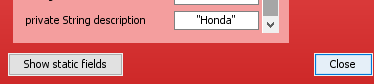 private String description "Honda"
Show static fields Close